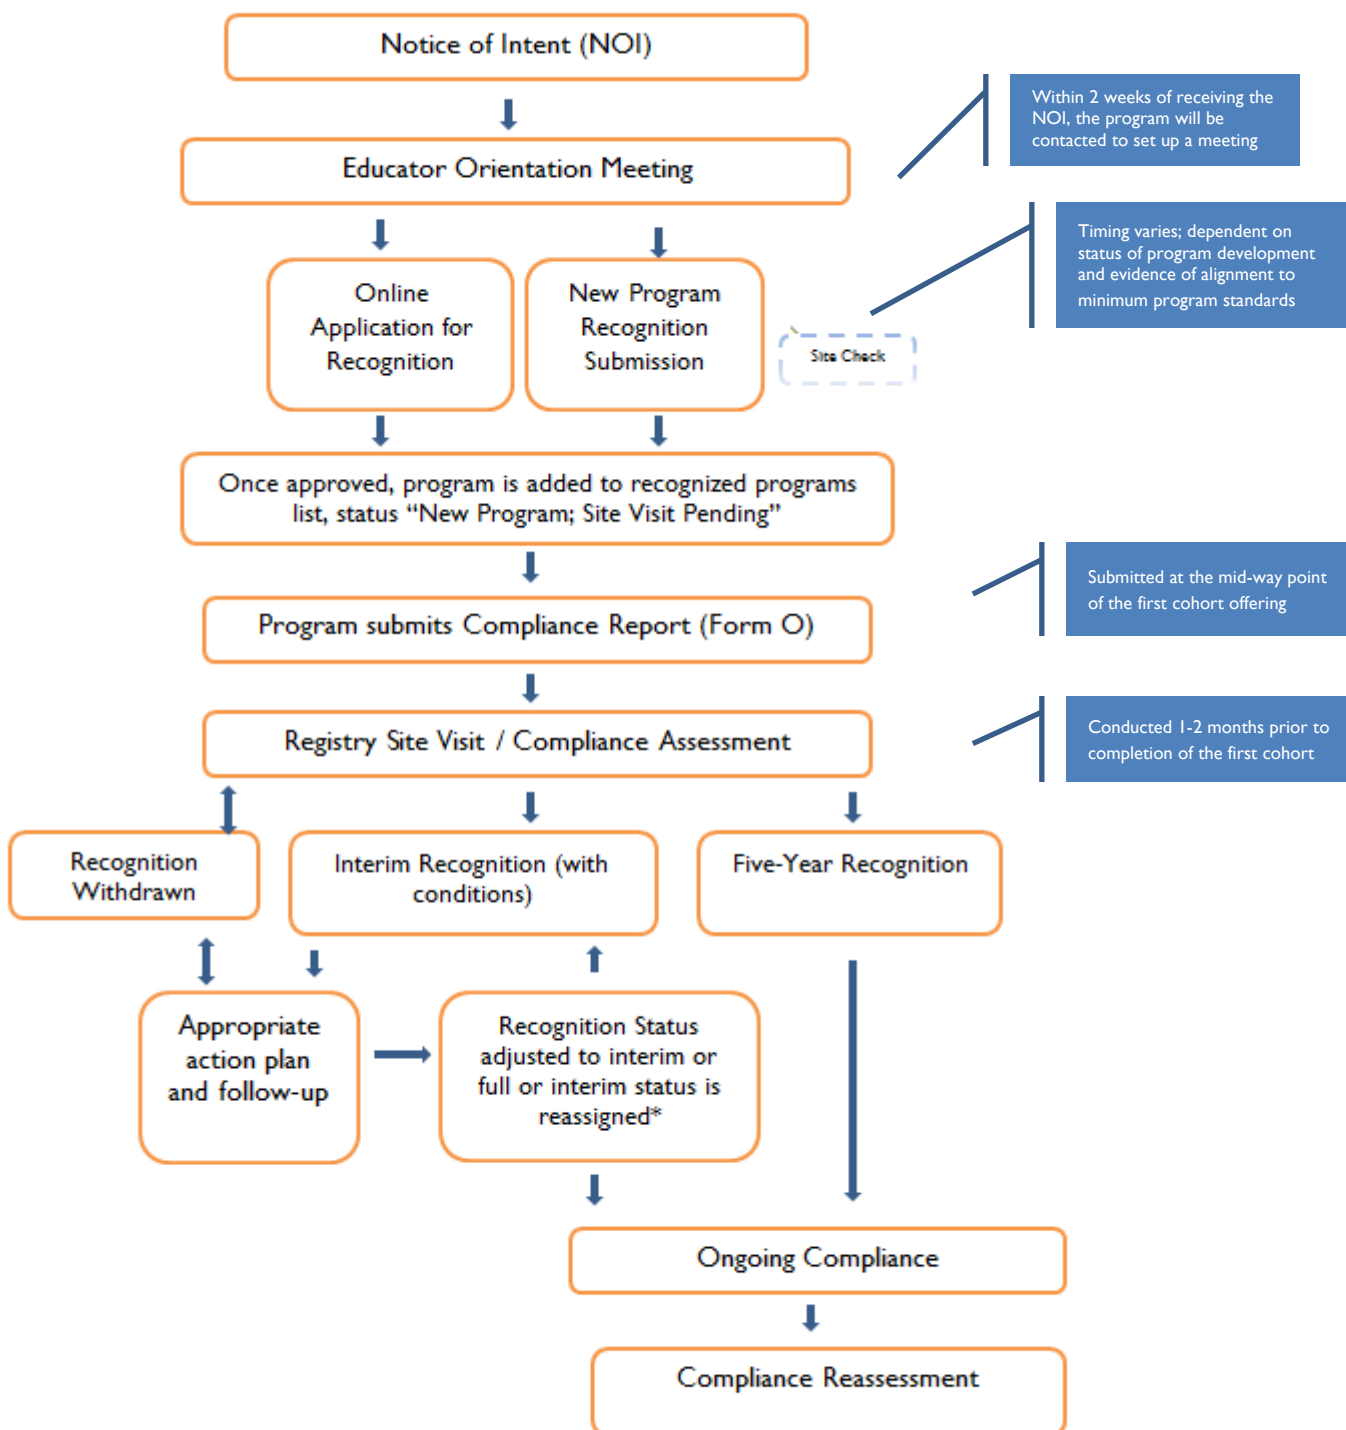 Notice of Intent (NOI)
Within 2 weeks of receiving the
NOI, the program will be
contacted to set up a meeting
Educator Orientation Meeting
Timing varies; dependent on
status of program development
and evidence of alignment to
minimum program standards
Online
Application for
Recognition
New Program
Recognition
Submission
Site Check
Once approved, program is added to recognized programs
list, status “New Program; Site Visit Pending”
Submitted at the mid-way point
of the first cohort offering
Program submits Compliance Report (Form O)
Registry Site Visit / Compliance Assessment
Conducted 1-2 months prior to
completion of the first cohort
Recognition
Withdrawn
Interim Recognition (with
conditions)
Five-Year Recognition
Appropriate
action plan
and follow-up
Recognition Status
adjusted to interim or
full or interim status is
reassigned*
Ongoing Compliance
Compliance Reassessment